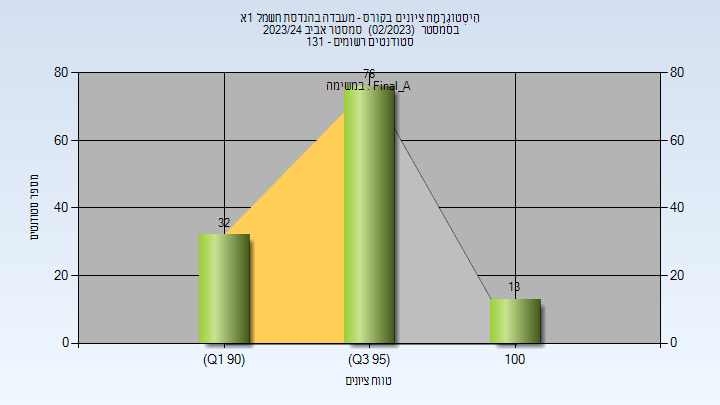 היסטוגרמת ציונים בקורס - מעבדה בהנדסת חשמל 1א
בסמסטר (02/2023) סמסטר אביב 2023/24
סטודנטים רשומים - 131
במשימה : Final_A
80
60
40
20
0
80
60
40
20
0
מספר סטודנטים
32
76
13
(Q1 90)
(Q3 95)
100
טווח ציונים